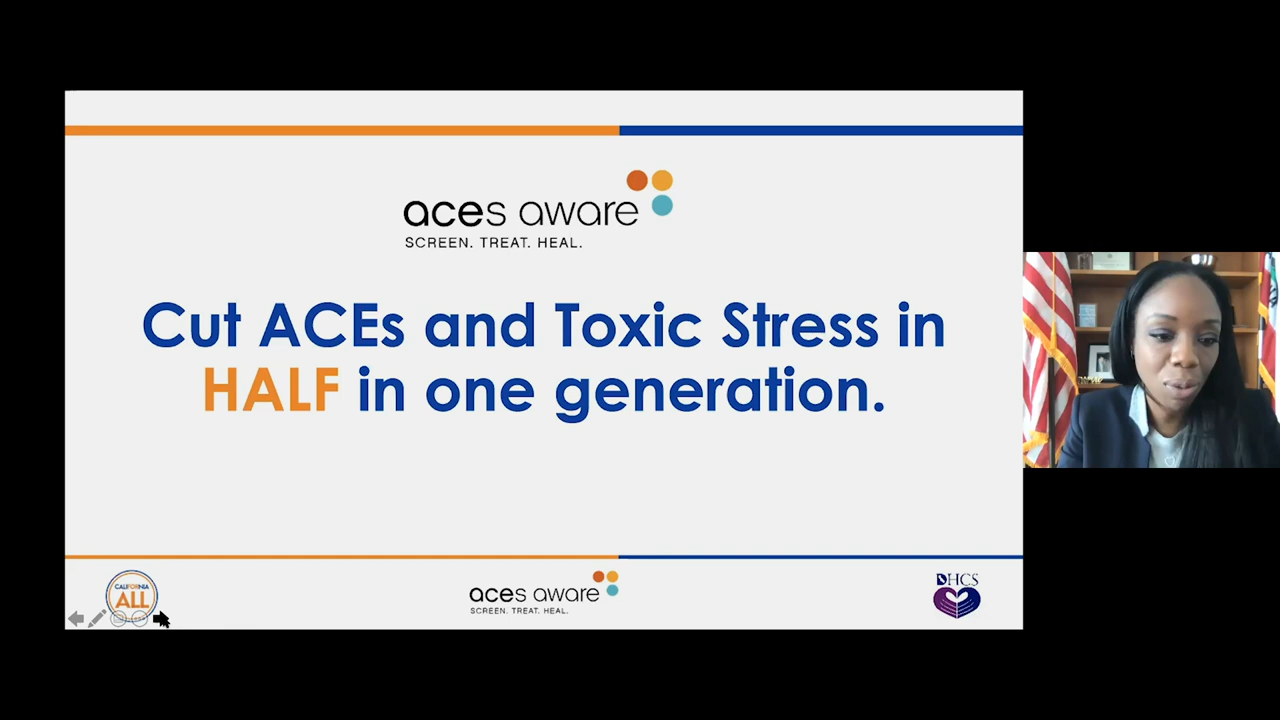 aces aware
SCREEN. TREAT. HEAL.
Cut ACEs and Toxic Stress in
HALF in one generation.
CALIFORNIA
ALL
aces aware
SCREEN. TREAT. HEAL.
DHCS